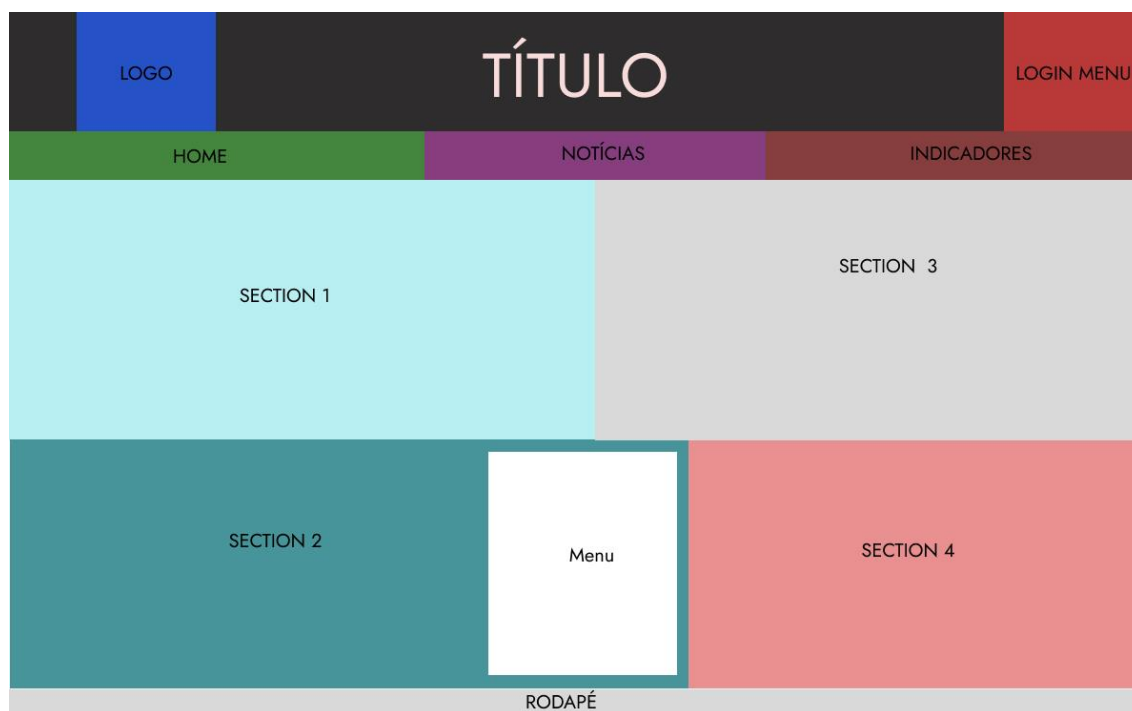 LOGO
TÍTULO
LOGIN MENU
HOME
NOTÍCIAS
INDICADORES
SECTION 1
SECTION 3
SECTION 2
Menu
SECTION 4
RODAPÉ